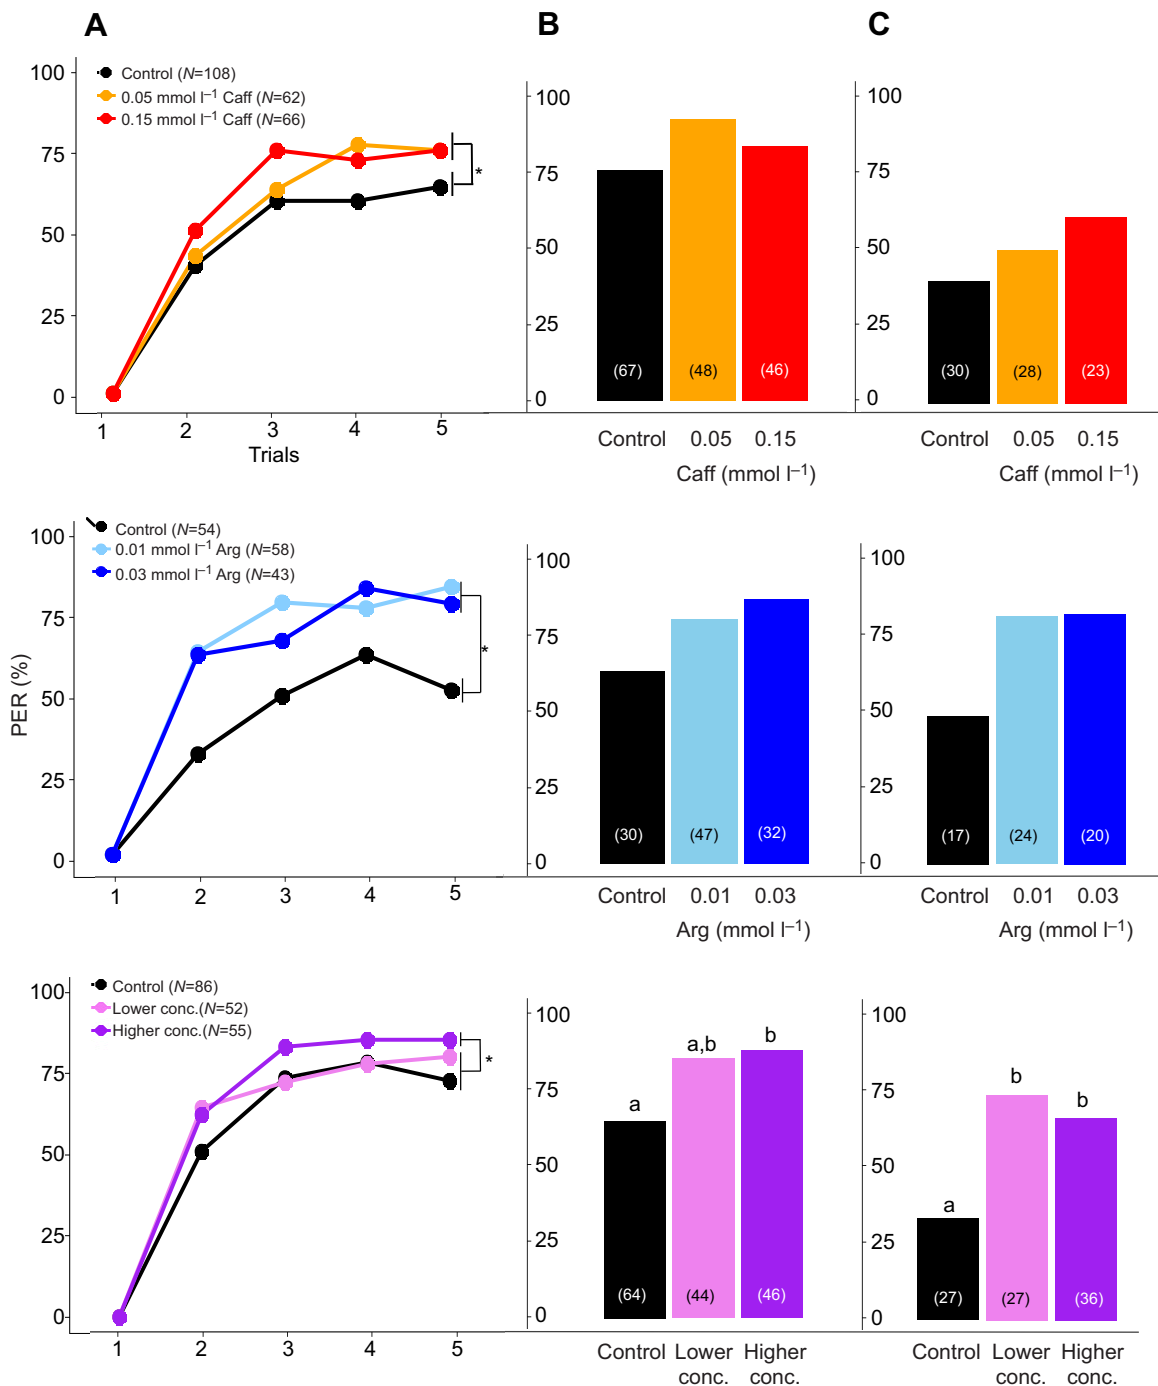 A B C
100
75
50
25
0
Control (N=108)
0.05 mmol l–1 Caff (N=62)
0.15 mmol l–1 Caff (N=66)
*
1 2 3 4 5
Trials
100
75
50
25
0
(67) (48) (46)
Control 0.05 0.15
Caff (mmol l–1)
100
75
50
25
0
(30) (28) (23)
Control 0.05 0.15
Caff (mmol l–1)
PER (%)
100
75
50
25
0
Control (N=54)
0.01 mmol l–1 Arg (N=58)
0.03 mmol l–1 Arg (N=43)
*
1 2 3 4 5
100
75
50
25
0
(30) (47) (32)
Control 0.01 0.03
Arg (mmol l–1)
100
75
50
25
0
(17) (24) (20)
Control 0.01 0.03
Arg (mmol l–1)
100
75
50
25
0
Control (N=86)
Lower conc.(N=52)
Higher conc.(N=55)
*
1 2 3 4 5
100
75
50
25
0
a a,b b
(64) (44) (46)
Control Lower Higher
conc. conc.
100
75
50
25
0
a b b
(27) (27) (36)
Control Lower Higher
conc. conc.